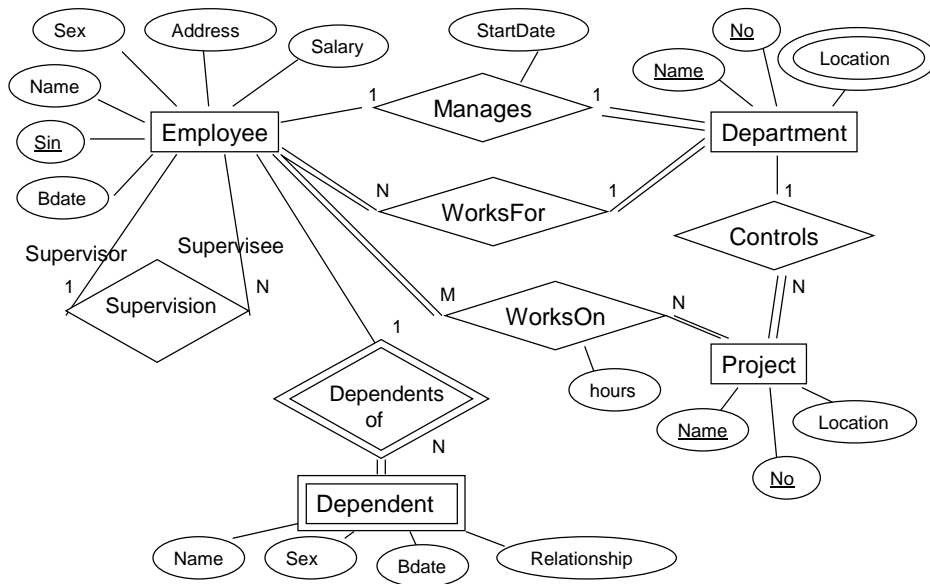 Sex
Address
Salary
StartDate
No
Name
Location
Name
Employee
1
Manages
1
Department
Sin
Bdate
N
WorksFor
1
1
Controls
Supervisor
Supervisee
1
N
Supervision
M
WorksOn
N
N
1
Project
hours
Dependents
of
Name
Location
N
No
Dependent
Name
Sex
Bdate
Relationship